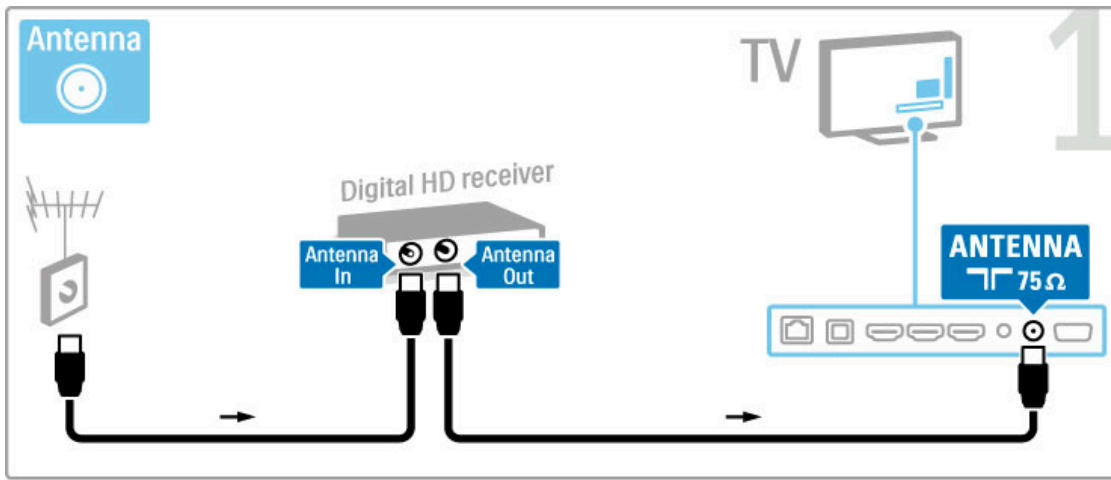 Antenna
TV
1
Digital HD receiver
Antenna
In
Antenna
Out
ANTENNA
75 Ω